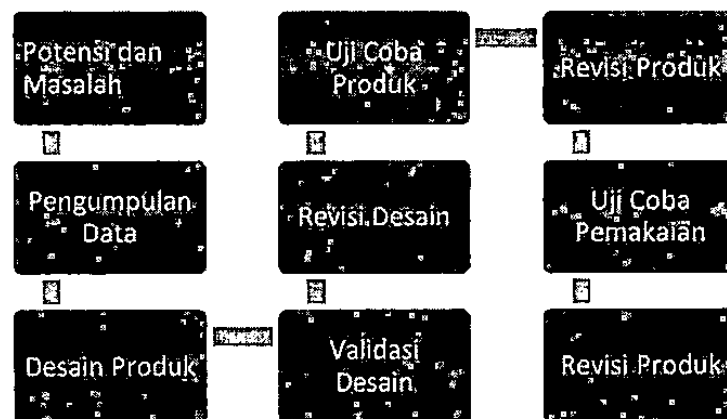 Potensi dan
Masalah
Uji Coba
Produk
Revisi Produk
Pengumpulan
Data
Revisi Desain
Uji Coba
Pemakaian
Desain Produk
Validasi
Desain
Revisi Produk